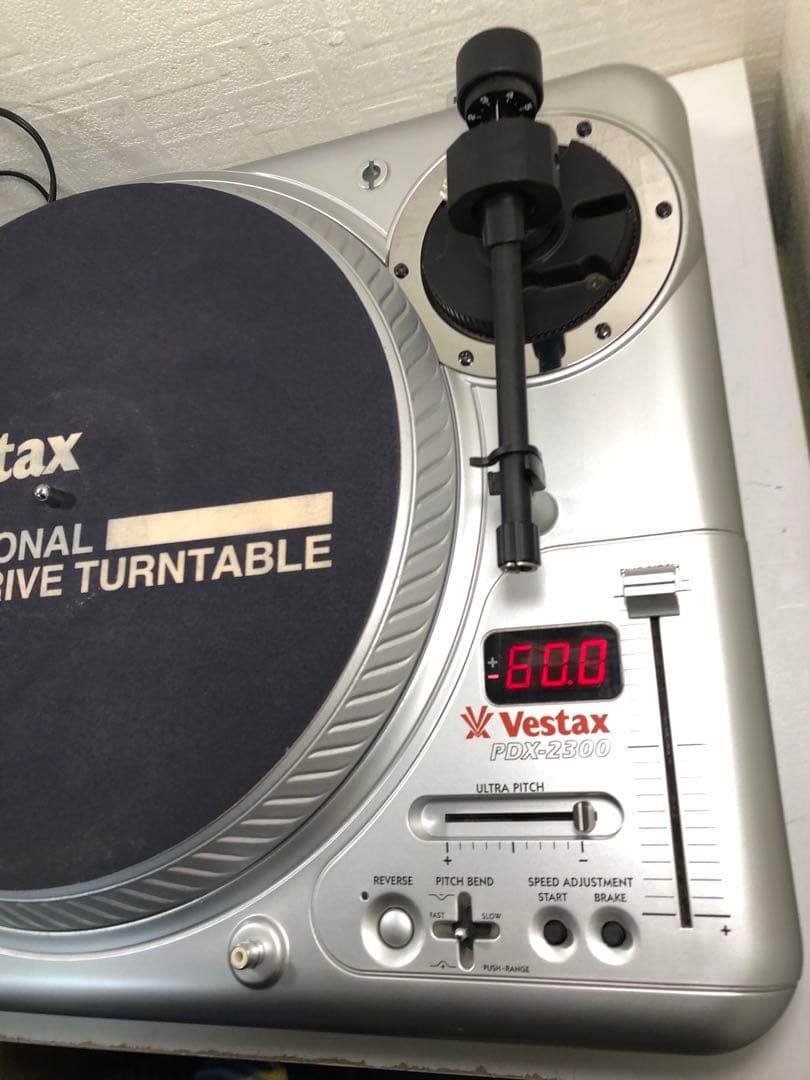 tax
ONAL
RIVE TURNTABLE
+
-60.0
Vestax
PDX-2300
ULTRA PITCH
+ -
REVERSE
PITCH BEND
FAST
SLOW
PUSH-RANGE
SPEED ADJUSTMENT
START
BRAKE
+